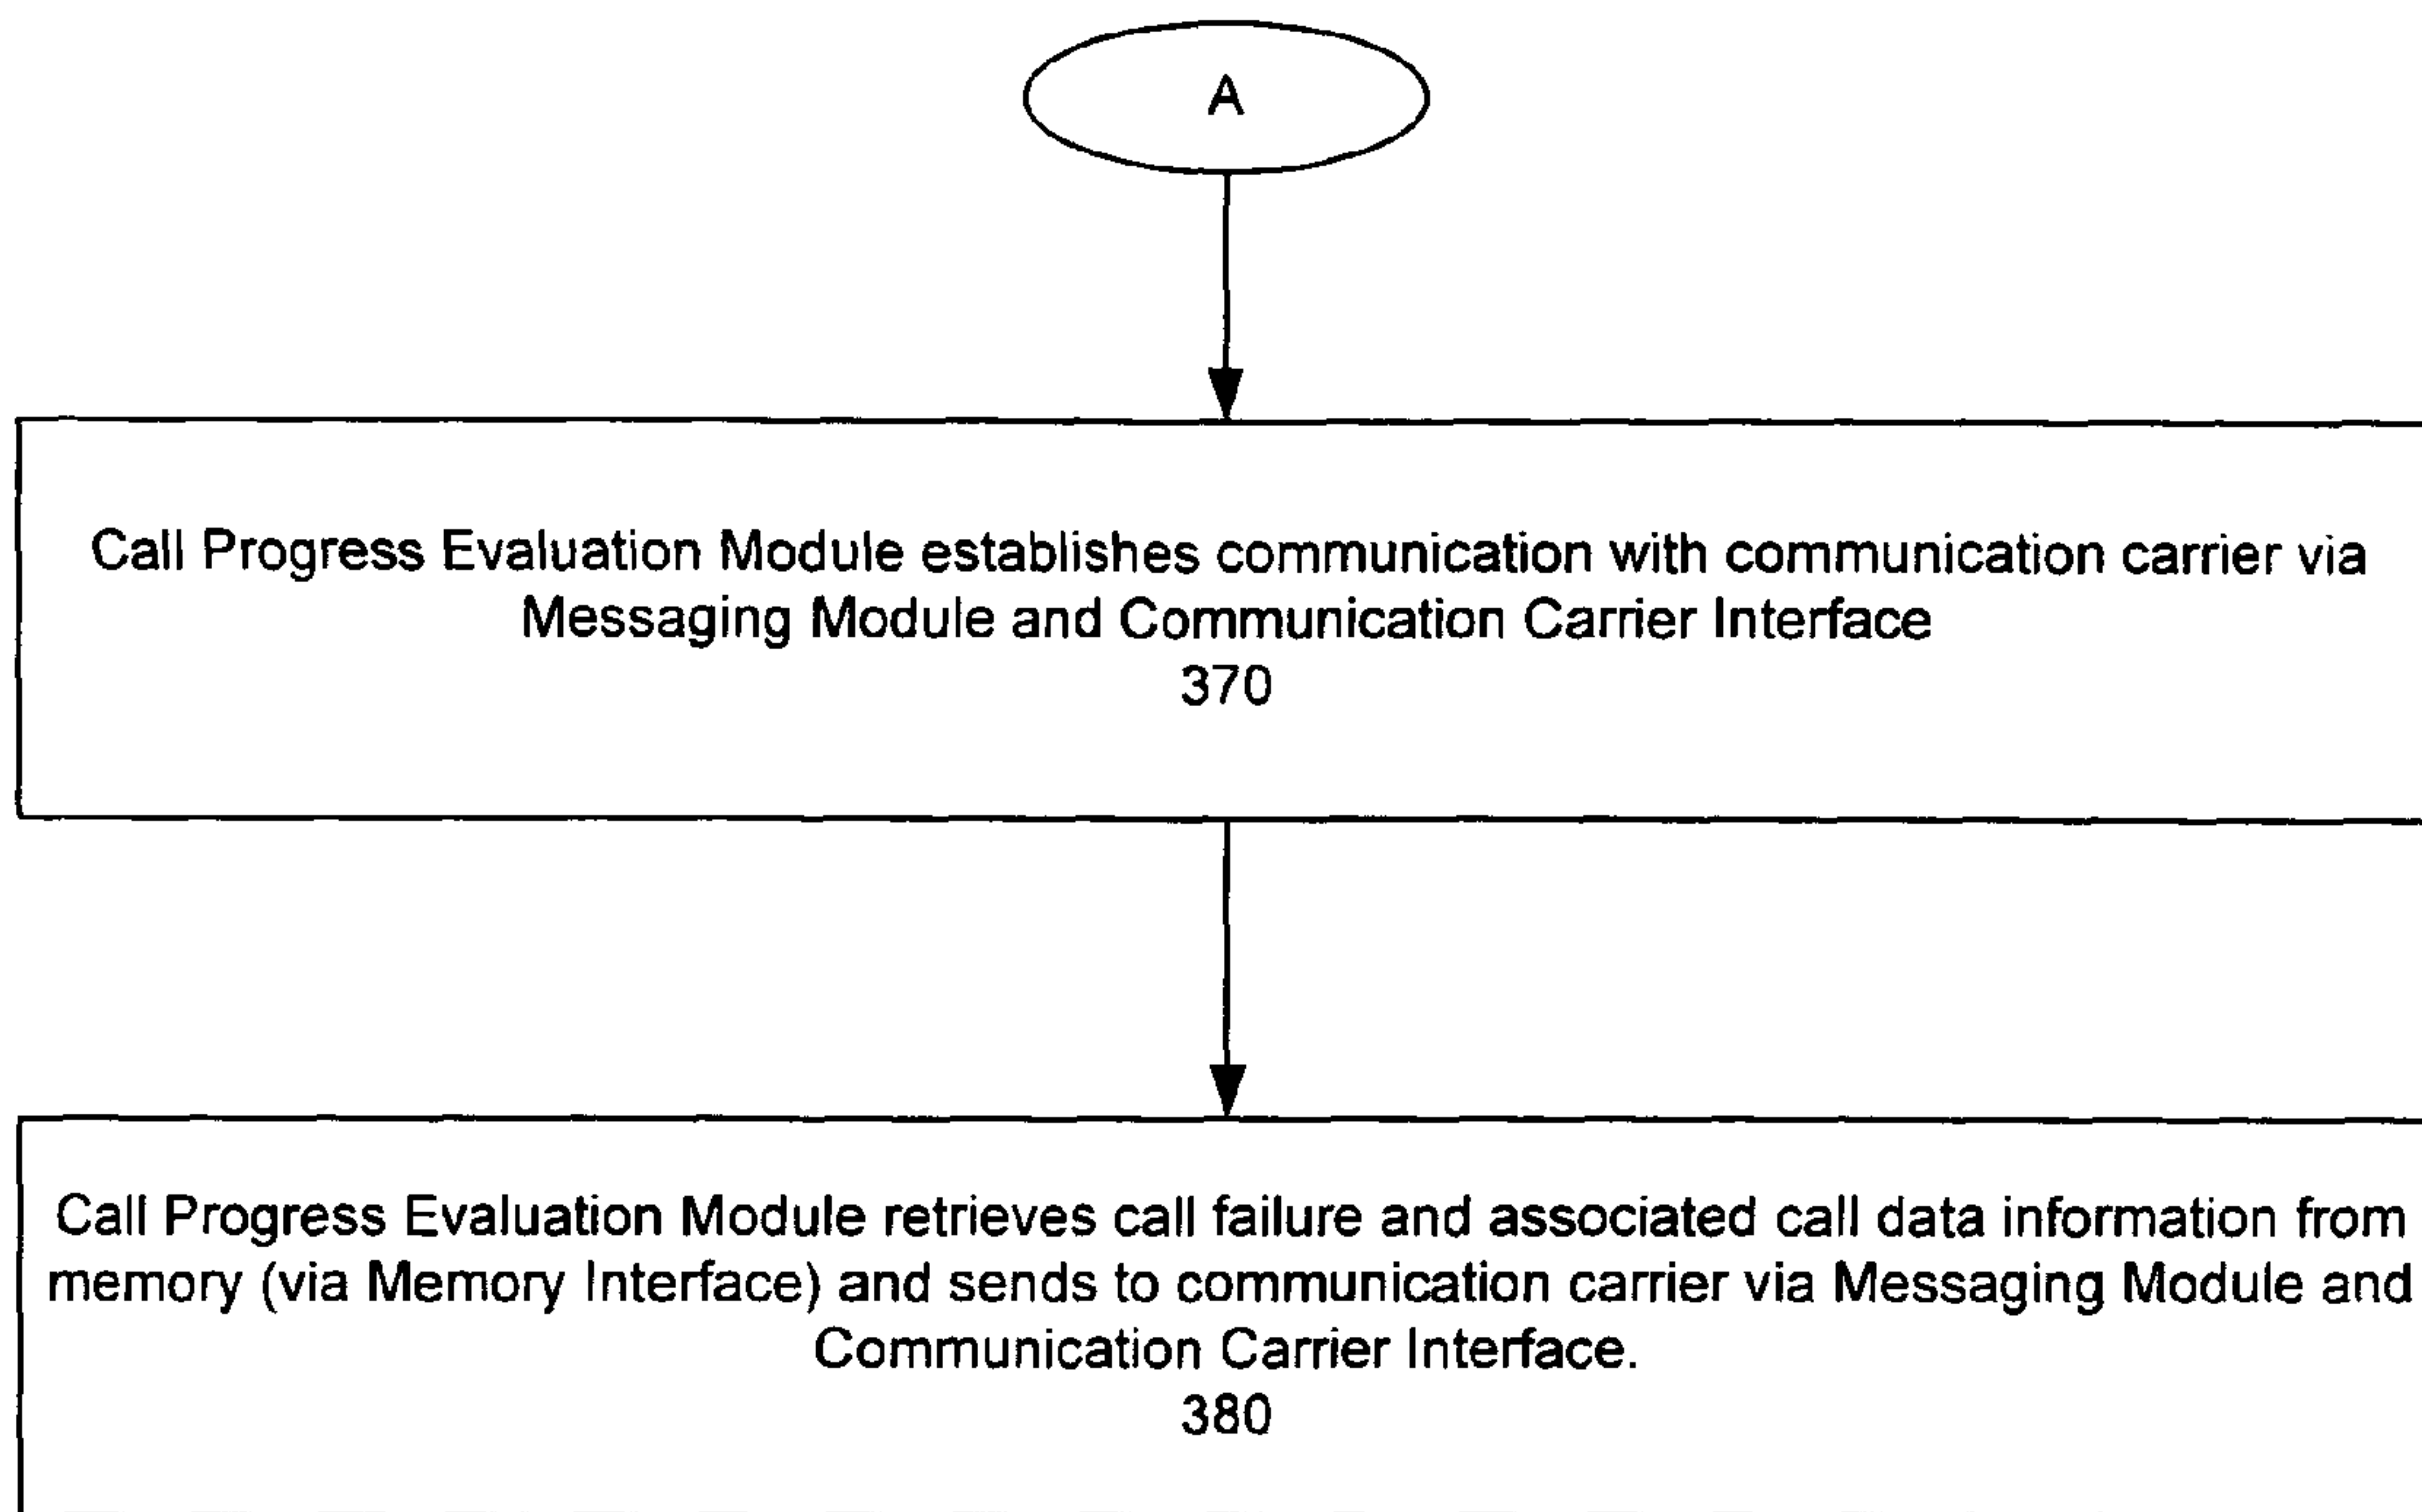 A
Call Progress Evaluation Module establishes communication with communication carrier via
Messaging Module and Communication Carrier Interface
370
Call Progress Evaluation Module retrieves call failure and associated call data information from
memory (via Memory Interface) and sends to communication carrier via Messaging Module and
Communication Carrier Interface.
380